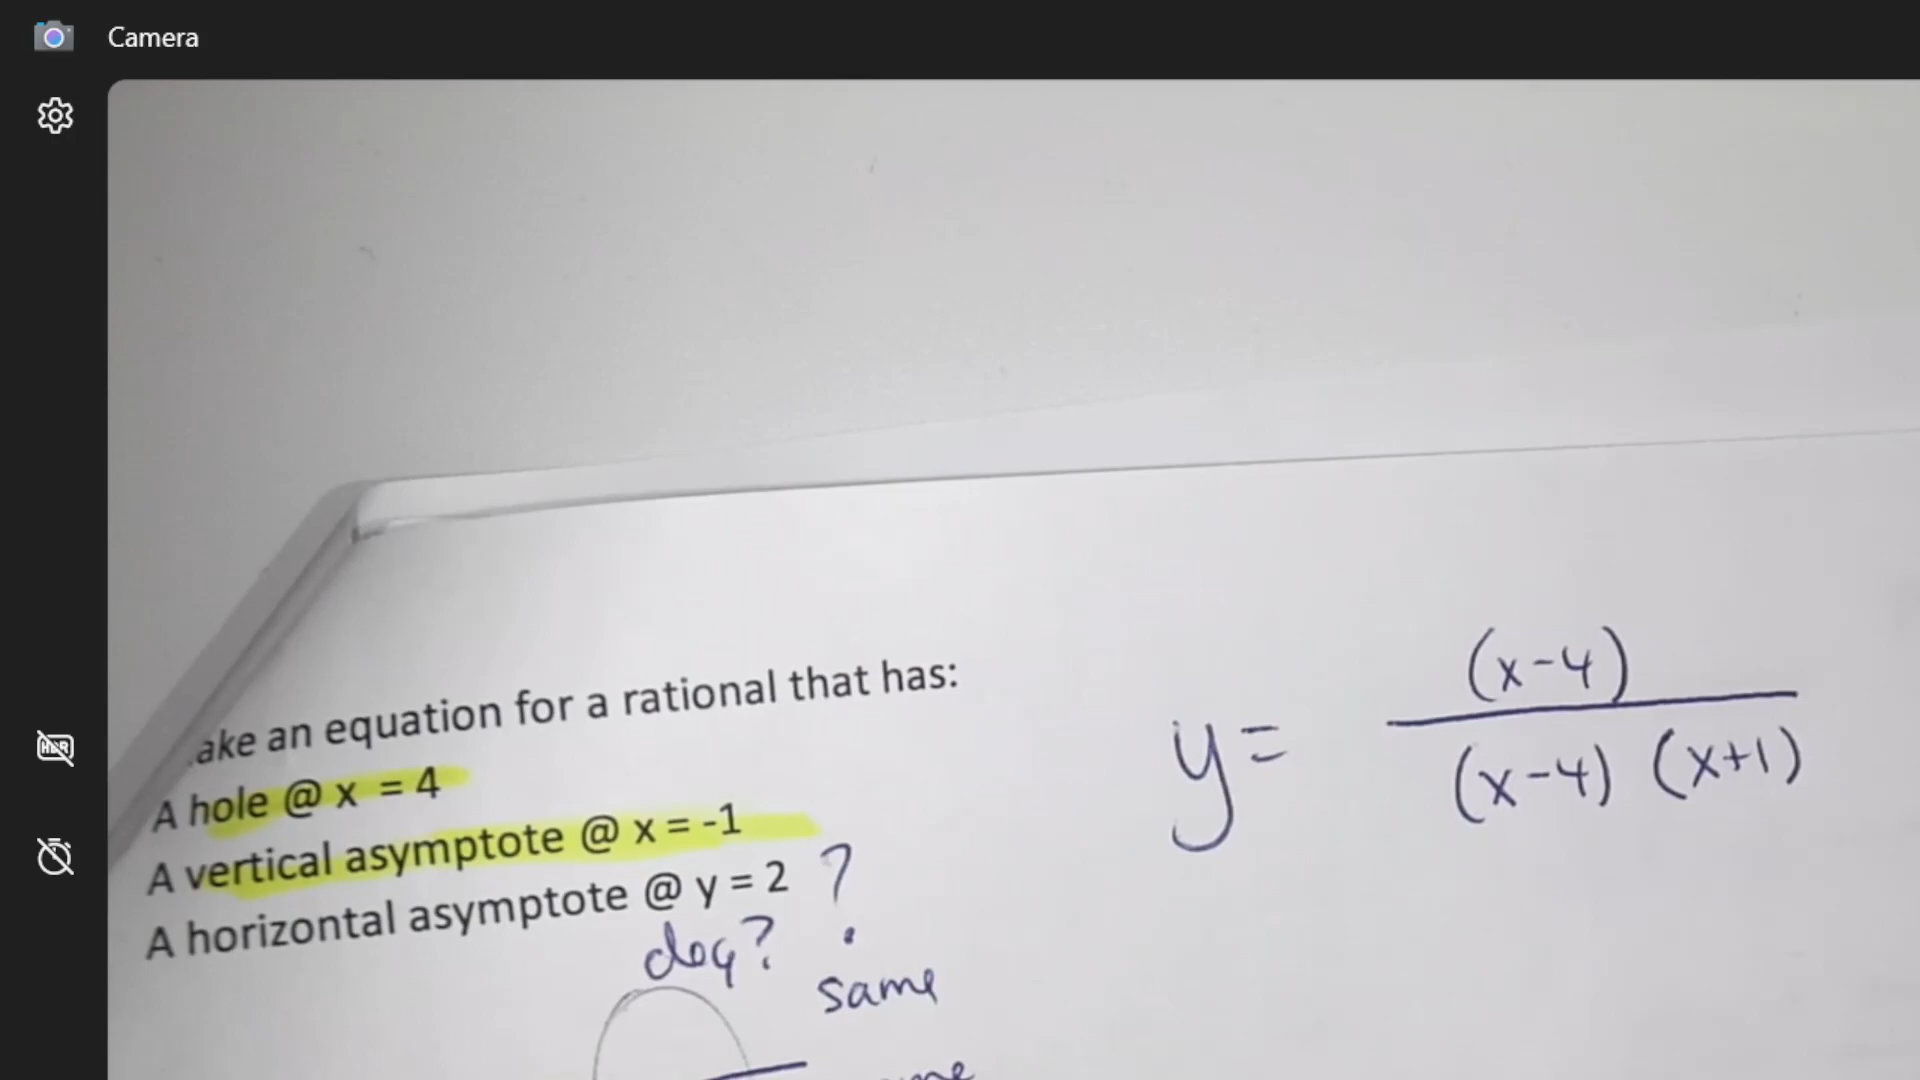 Camera
ake an equation for a rational that has:
A hole @ x = 4
A vertical asymptote @ x = -1
A horizontal asymptote @ y = 2 ?
deg?
same
y = (x-4)
(x-4) (x+1)